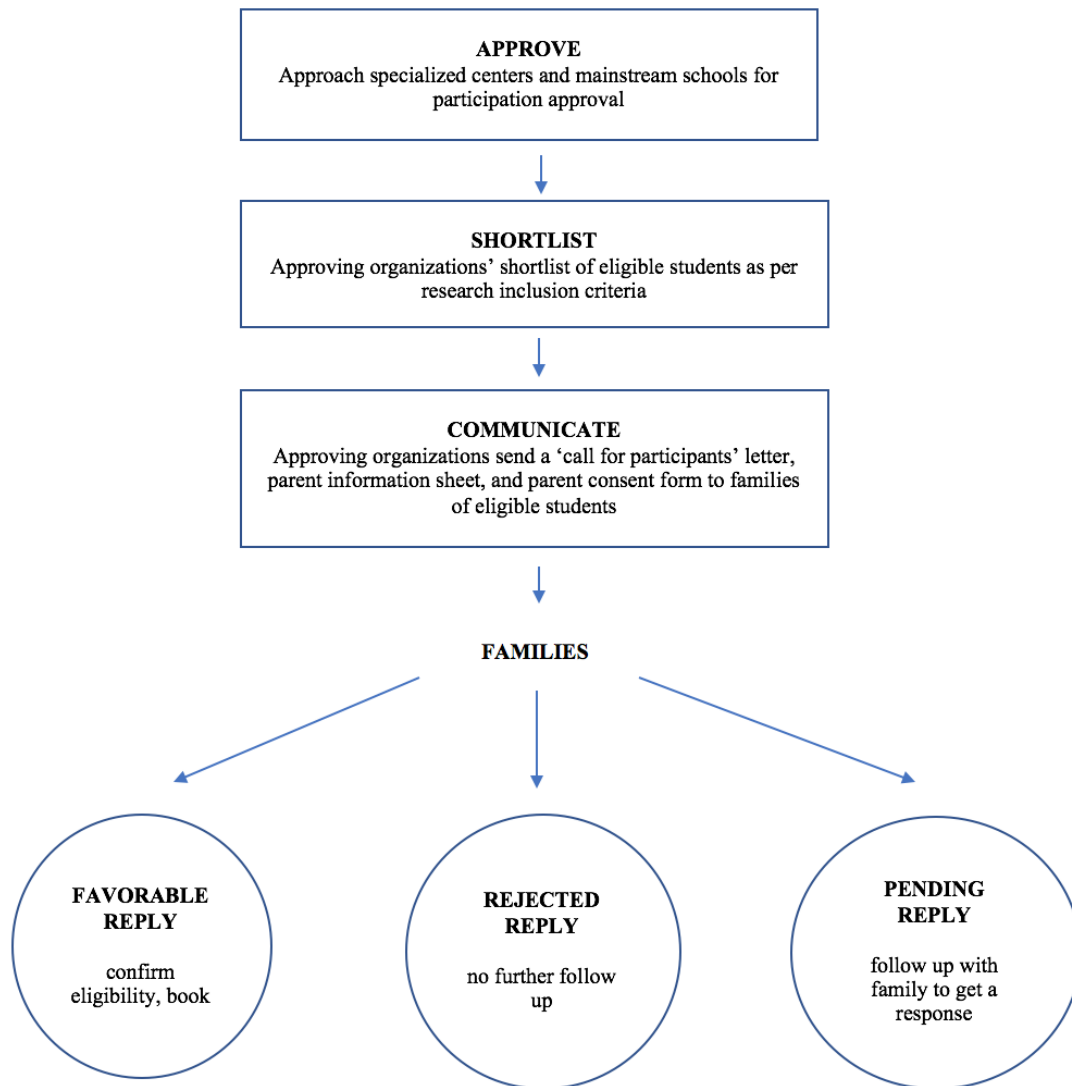 APPROVE
Approach specialized centers and mainstream schools for
participation approval
SHORTLIST
Approving organizations’ shortlist of eligible students as per
research inclusion criteria
COMMUNICATE
Approving organizations send a ‘call for participants’ letter,
parent information sheet, and parent consent form to families
of eligible students
FAMILIES
FAVORABLE
REPLY
confirm
eligibility, book
REJECTED
REPLY
no further follow
up
PENDING
REPLY
follow up with
family to get a
response